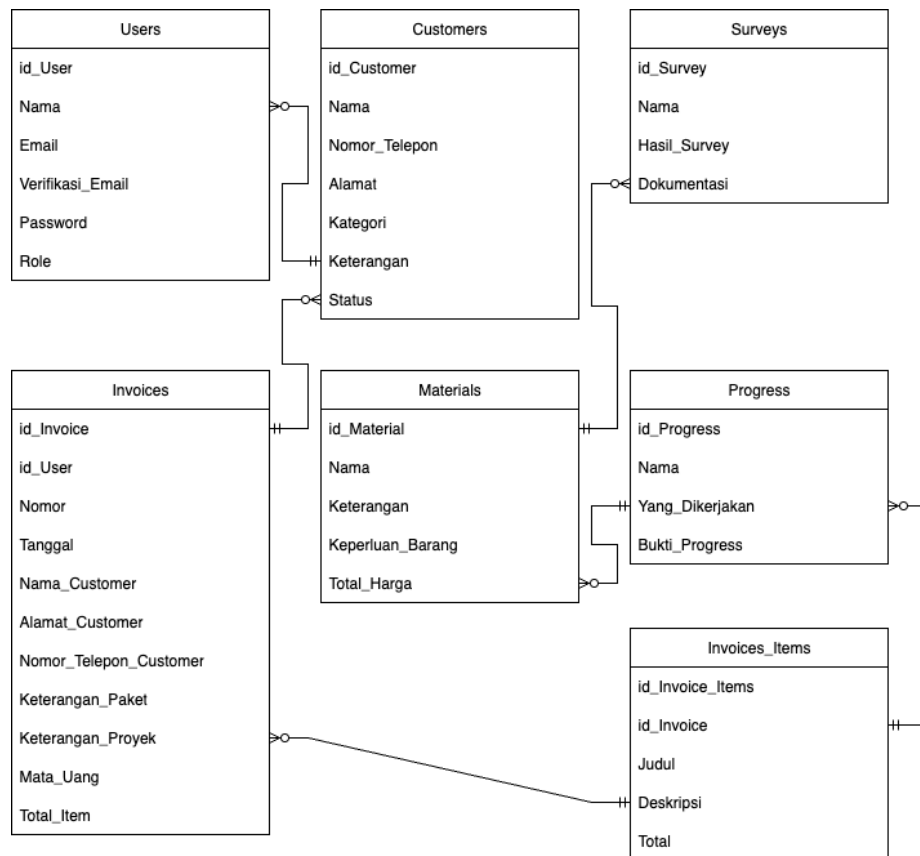 Users
id_User
Nama
Email
Verifikasi_Email
Password
Role
Customers
id_Customer
Nama
Nomor_Telepon
Alamat
Kategori
Keterangan
Status
Surveys
id_Survey
Nama
Hasil_Survey
Dokumentasi
Invoices
id_Invoice
id_User
Nomor
Tanggal
Nama_Customer
Alamat_Customer
Nomor_Telepon_Customer
Keterangan_Paket
Keterangan_Proyek
Mata_Uang
Total_Item
Materials
id_Material
Nama
Keterangan
Keperluan_Barang
Total_Harga
Progress
id_Progress
Nama
Yang_Dikerjakan
Bukti_Progress
Invoices_Items
id_Invoice_Items
id_Invoice
Judul
Deskripsi
Total